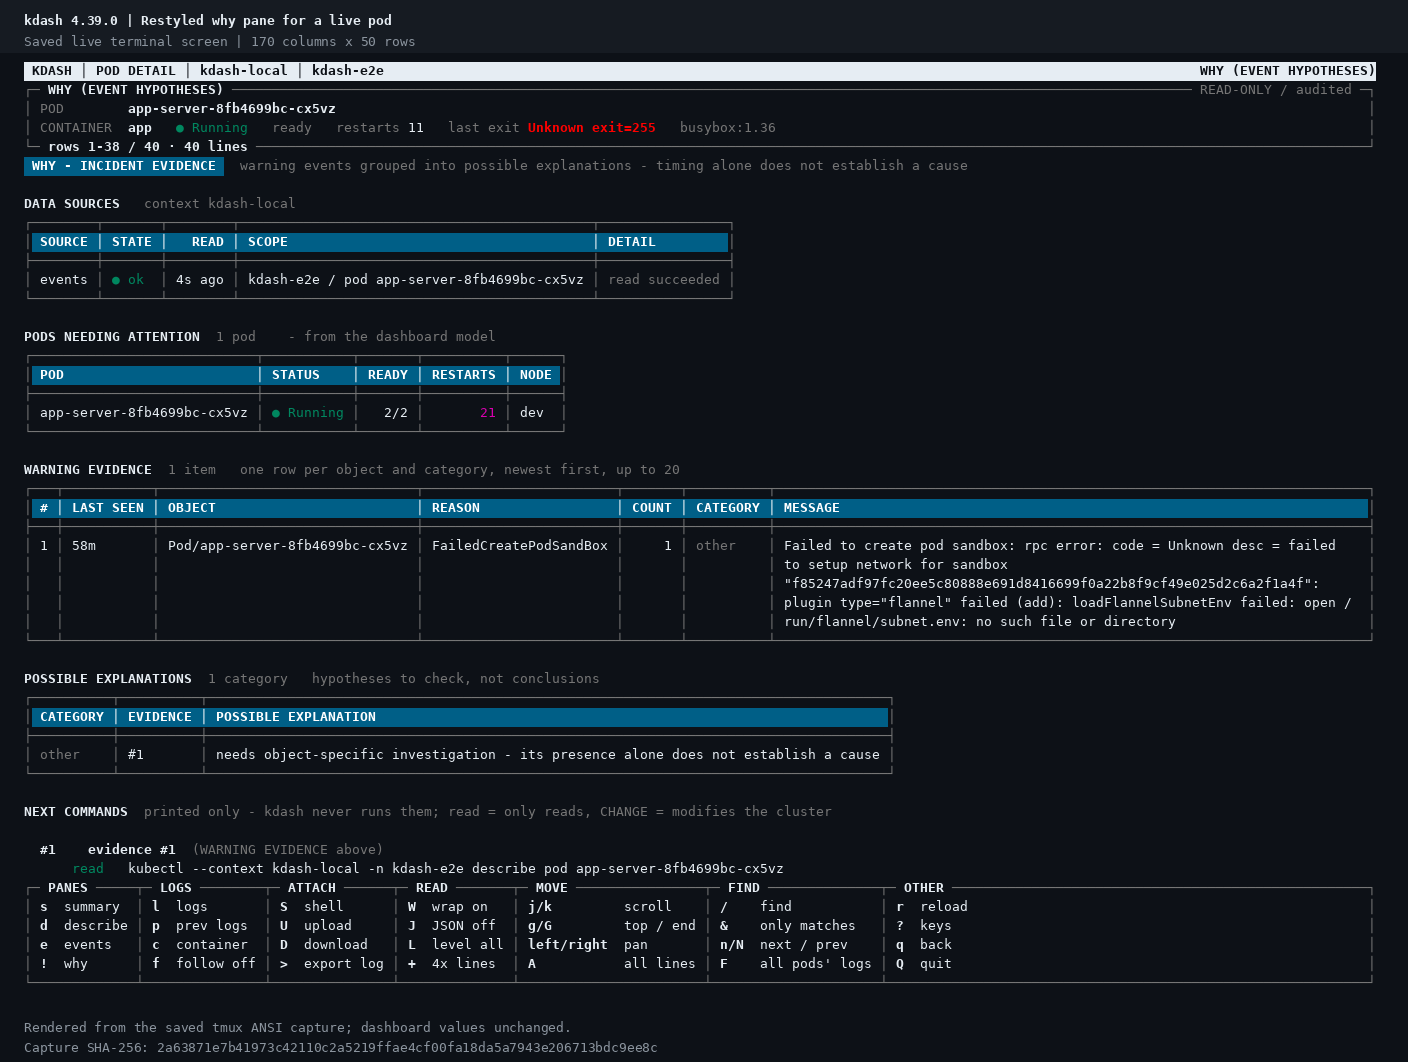 kdash 4.39.0 | Restyled why pane for a live pod
Saved live terminal screen | 170 columns x 50 rows
KDASH │ POD DETAIL │ kdash-local │ kdash-e2e WHY (EVENT HYPOTHESES)
WHY (EVENT HYPOTHESES) READ-ONLY / audited
POD app-server-8fb4699bc-cx5vz
CONTAINER app ● Running ready restarts 11 last exit Unknown exit=255 busybox:1.36
rows 1-38 / 40 · 40 lines
WHY - INCIDENT EVIDENCE warning events grouped into possible explanations - timing alone does not establish a cause
DATA SOURCES context kdash-local
SOURCE │ STATE │ READ │ SCOPE │ DETAIL
events │ ● ok │ 4s ago │ kdash-e2e / pod app-server-8fb4699bc-cx5vz │ read succeeded
PODS NEEDING ATTENTION 1 pod - from the dashboard model
POD │ STATUS │ READY │ RESTARTS │ NODE
app-server-8fb4699bc-cx5vz │ ● Running │ 2/2 │ 21 │ dev
WARNING EVIDENCE 1 item one row per object and category, newest first, up to 20
# │ LAST SEEN │ OBJECT │ REASON │ COUNT │ CATEGORY │ MESSAGE
1 │ 58m │ Pod/app-server-8fb4699bc-cx5vz │ FailedCreatePodSandBox │ 1 │ other │ Failed to create pod sandbox: rpc error: code = Unknown desc = failed
to setup network for sandbox
"f85247adf97fc20ee5c80888e691d8416699f0a22b8f9cf49e025d2c6a2f1a4f":
plugin type="flannel" failed (add): loadFlannelSubnetEnv failed: open /
run/flannel/subnet.env: no such file or directory
POSSIBLE EXPLANATIONS 1 category hypotheses to check, not conclusions
CATEGORY │ EVIDENCE │ POSSIBLE EXPLANATION
other │ #1 │ needs object-specific investigation - its presence alone does not establish a cause
NEXT COMMANDS printed only - kdash never runs them; read = only reads, CHANGE = modifies the cluster
#1 evidence #1 (WARNING EVIDENCE above)
read kubectl --context kdash-local -n kdash-e2e describe pod app-server-8fb4699bc-cx5vz
PANES LOGS ATTACH READ MOVE FIND OTHER
s summary │ l logs │ S shell │ W wrap on │ j/k scroll │ / find │ r reload
d describe │ p prev logs │ U upload │ J JSON off │ g/G top / end │ & only matches │ ? keys
e events │ c container │ D download │ L level all │ left/right pan │ n/N next / prev │ q back
! why │ f follow off │ > export log │ + 4x lines │ A all lines │ F all pods' logs │ Q quit
Rendered from the saved tmux ANSI capture; dashboard values unchanged.
Capture SHA-256: 2a63871e7b41973c42110c2a5219ffae4cf00fa18da5a7943e206713bdc9ee8c